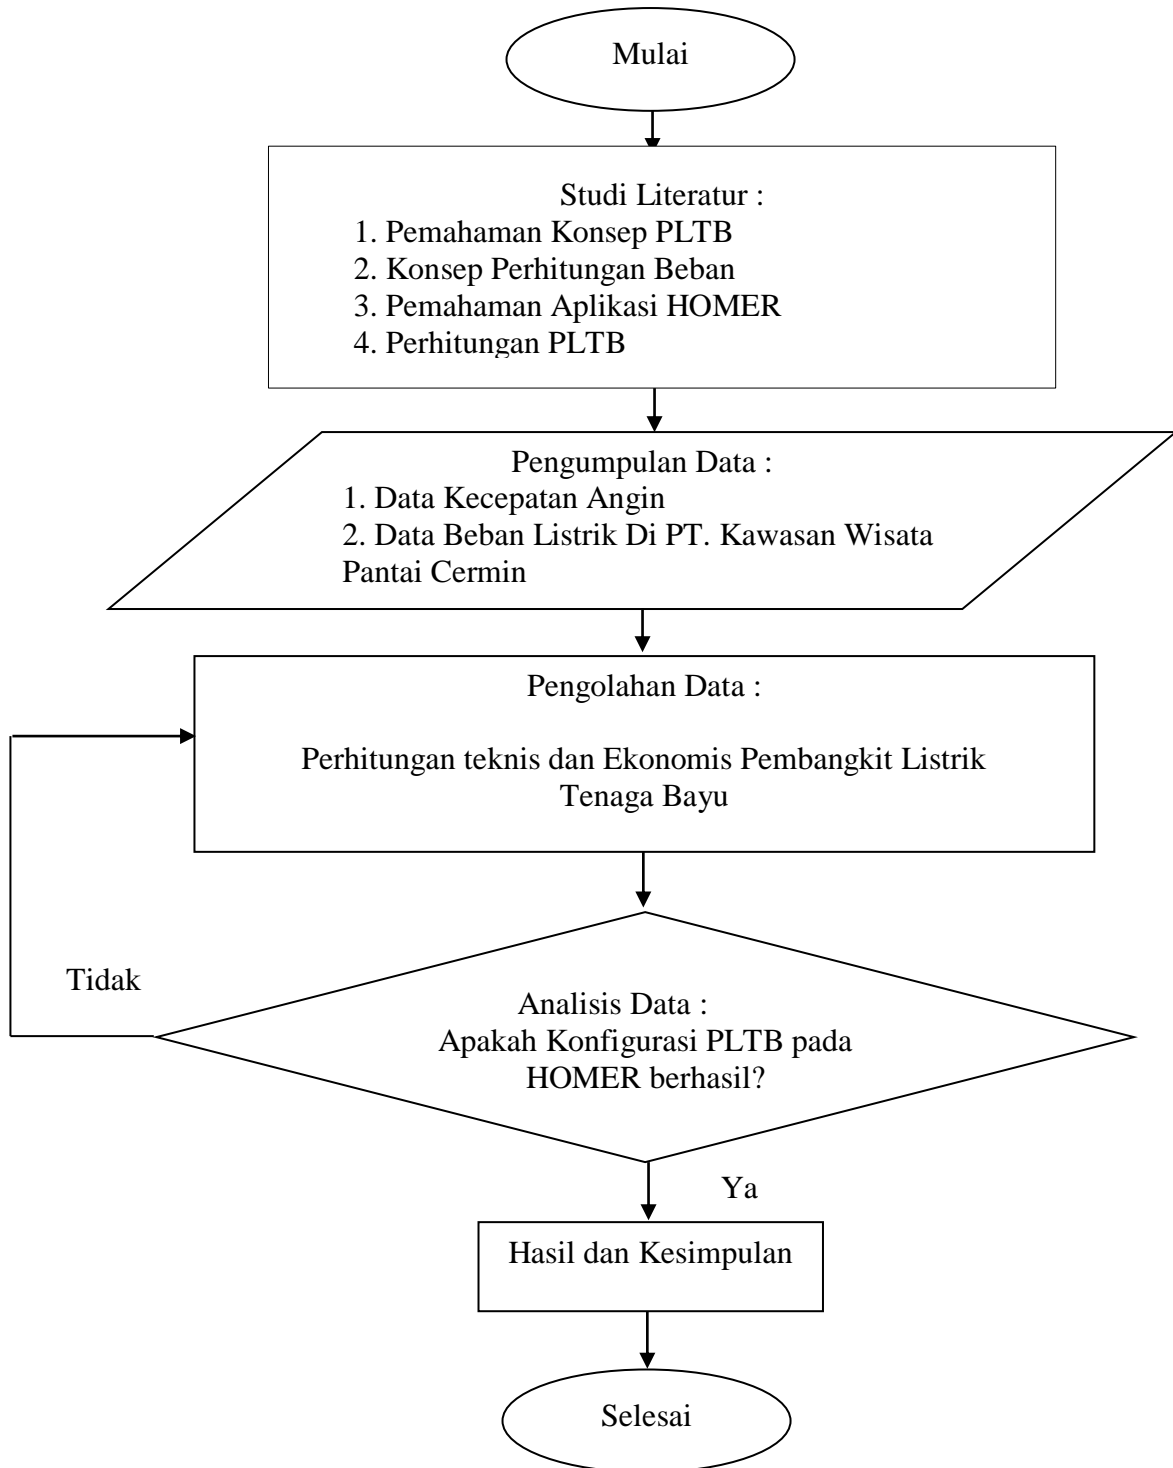 Mulai
Studi Literatur :
1. Pemahaman Konsep PLTB
2. Konsep Perhitungan Beban
3. Pemahaman Aplikasi HOMER
4. Perhitungan PLTB
Pengumpulan Data :
1. Data Kecepatan Angin
2. Data Beban Listrik Di PT. Kawasan Wisata
Pantai Cermin
Pengolahan Data :
Perhitungan teknis dan Ekonomis Pembangkit Listrik
Tenaga Bayu
Tidak
Analisis Data :
Apakah Konfigurasi PLTB pada
HOMER berhasil?
Ya
Hasil dan Kesimpulan
Selesai